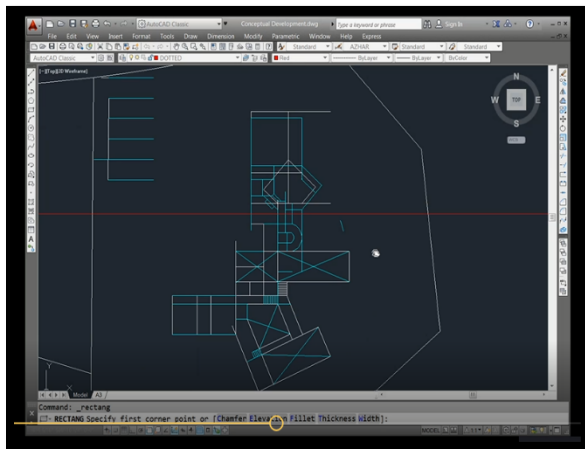 AutoCAD Classic
Conceptual Development.dwg
Type a keyword or phrase
Sign In
File Edit View Insert Format Tools Draw Dimension Modify Parametric Window Help Express
Standard AZHAR Standard Standard
AutoCAD Classic DOTTED Red ByLayer ByLayer ByColor
[-][Top][2D Wireframe]
N
W TOP E
S
Y
X
Model A3
Command: _rectang
RECTANG Specify first corner point or [Chamfer Elevation Fillet Thickness Width]:
MODEL